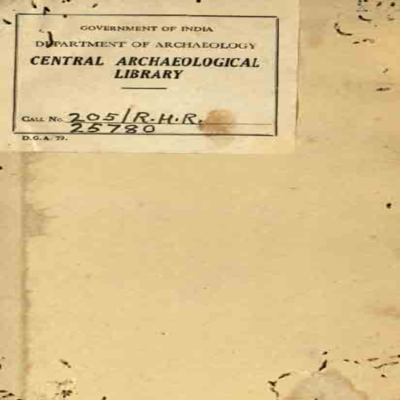 GOVERNMENT OF INDIA
DEPARTMENT OF ARCHAEOLOGY
CENTRAL ARCHAEOLOGICAL
LIBRARY
CALL No. 205/R.H.R.
25780
D.G.A. 79.